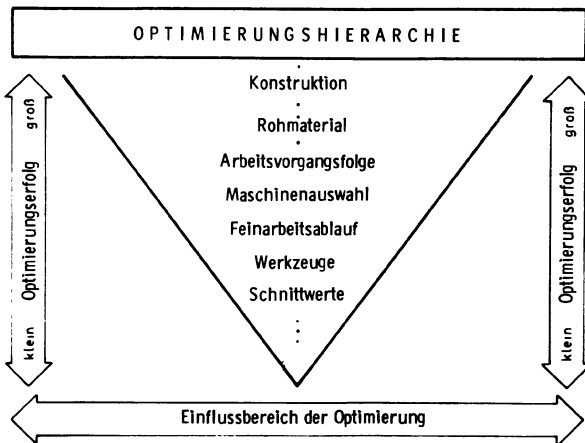 OPTIMIERUNGSHIERARCHIE
Konstruktion
Rohmaterial
Arbeitsvorgangsfolge
Maschinenauswahl
Feinarbeitsablauf
Werkzeuge
Schnittwerte
klein Optimierungserfolg groß
klein Optimierungserfolg groß
Einflussbereich der Optimierung